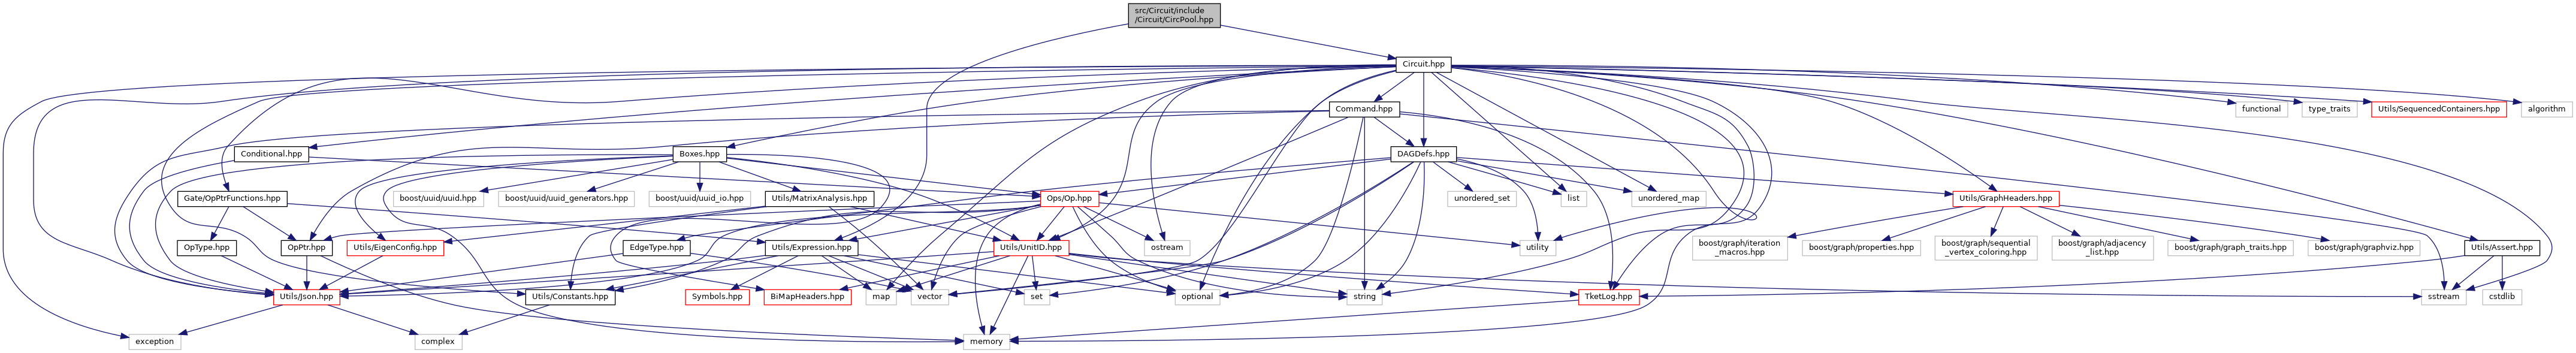 src/Circuit/include
/Circuit/CircPool.hpp
Circuit.hpp
Command.hpp
functional
type_traits
Utils/SequencedContainers.hpp
algorithm
Conditional.hpp
Boxes.hpp
DAGDefs.hpp
Gate/OpPtrFunctions.hpp
boost/uuid/uuid.hpp
boost/uuid/uuid_generators.hpp
boost/uuid/uuid_io.hpp
Utils/MatrixAnalysis.hpp
Ops/Op.hpp
unordered_set
list
unordered_map
Utils/GraphHeaders.hpp
OpType.hpp
OpPtr.hpp
Utils/EigenConfig.hpp
EdgeType.hpp
Utils/Expression.hpp
Utils/UnitID.hpp
ostream
utility
boost/graph/iteration
_macros.hpp
boost/graph/properties.hpp
boost/graph/sequential
_vertex_coloring.hpp
boost/graph/adjacency
_list.hpp
boost/graph/graph_traits.hpp
boost/graph/graphviz.hpp
Utils/Assert.hpp
Utils/Json.hpp
Utils/Constants.hpp
Symbols.hpp
BiMapHeaders.hpp
map
vector
set
optional
string
TketLog.hpp
sstream
cstdlib
exception
complex
memory